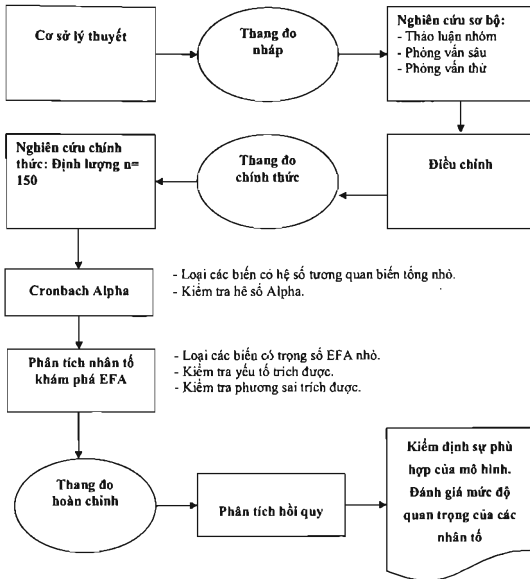 Cơ sở lý thuyết
Thang đo
nháp
Nghiên cứu sơ bộ:
- Thảo luận nhóm
- Phỏng vấn sâu
- Phỏng vấn thử
Nghiên cứu chính
thức: Định lượng n=
150
Thang đo
chính thức
Điều chỉnh
Cronbach Alpha
- Loại các biến có hệ số tương quan biến tổng nhỏ.
- Kiểm tra hê số Alpha.
Phân tích nhân tố
khám phá EFA
- Loại các biến có trọng số EFA nhỏ.
- Kiểm tra yếu tố trích được.
- Kiểm tra phương sai trích được.
Thang đo
hoàn chỉnh
Phân tích hồi quy
Kiểm định sự phù
hợp của mô hình.
Đánh giá mức độ
quan trọng của các
nhân tố